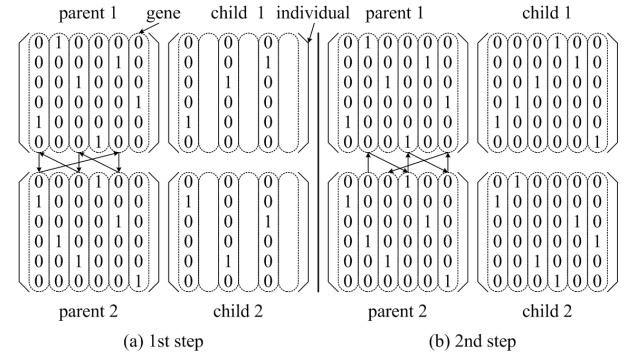 parent 1
gene
child 1
individual
0 1 0 0 0 0
0 0 0 0 1 0
0 0 1 0 0 0
0 0 0 0 0 1
1 0 0 0 0 0
0 0 0 1 0 0
0 0 0
0 0 1
0 1 0
0 0 0
1 0 0
0 0 0
0 0 0 1 0 0
1 0 0 0 0 0
0 0 0 0 1 0
0 1 0 0 0 0
0 0 1 0 0 0
0 0 0 0 0 1
0 0 0
1 0 0
0 0 1
0 0 0
0 1 0
0 0 0
parent 2
child 2
(a) 1st step
parent 1
child 1
0 1 0 0 0 0
0 0 0 0 1 0
0 0 1 0 0 0
0 0 0 0 0 1
1 0 0 0 0 0
0 0 0 1 0 0
0 0 0 1 0 0
0 0 0 0 1 0
0 0 1 0 0 0
0 1 0 0 0 0
1 0 0 0 0 0
0 0 0 0 0 1
0 0 0 1 0 0
1 0 0 0 0 0
0 0 0 0 1 0
0 1 0 0 0 0
0 0 1 0 0 0
0 0 0 0 0 1
0 1 0 0 0 0
1 0 0 0 0 0
0 0 0 0 1 0
0 0 0 0 0 1
0 0 1 0 0 0
0 0 0 1 0 0
parent 2
child 2
(b) 2nd step